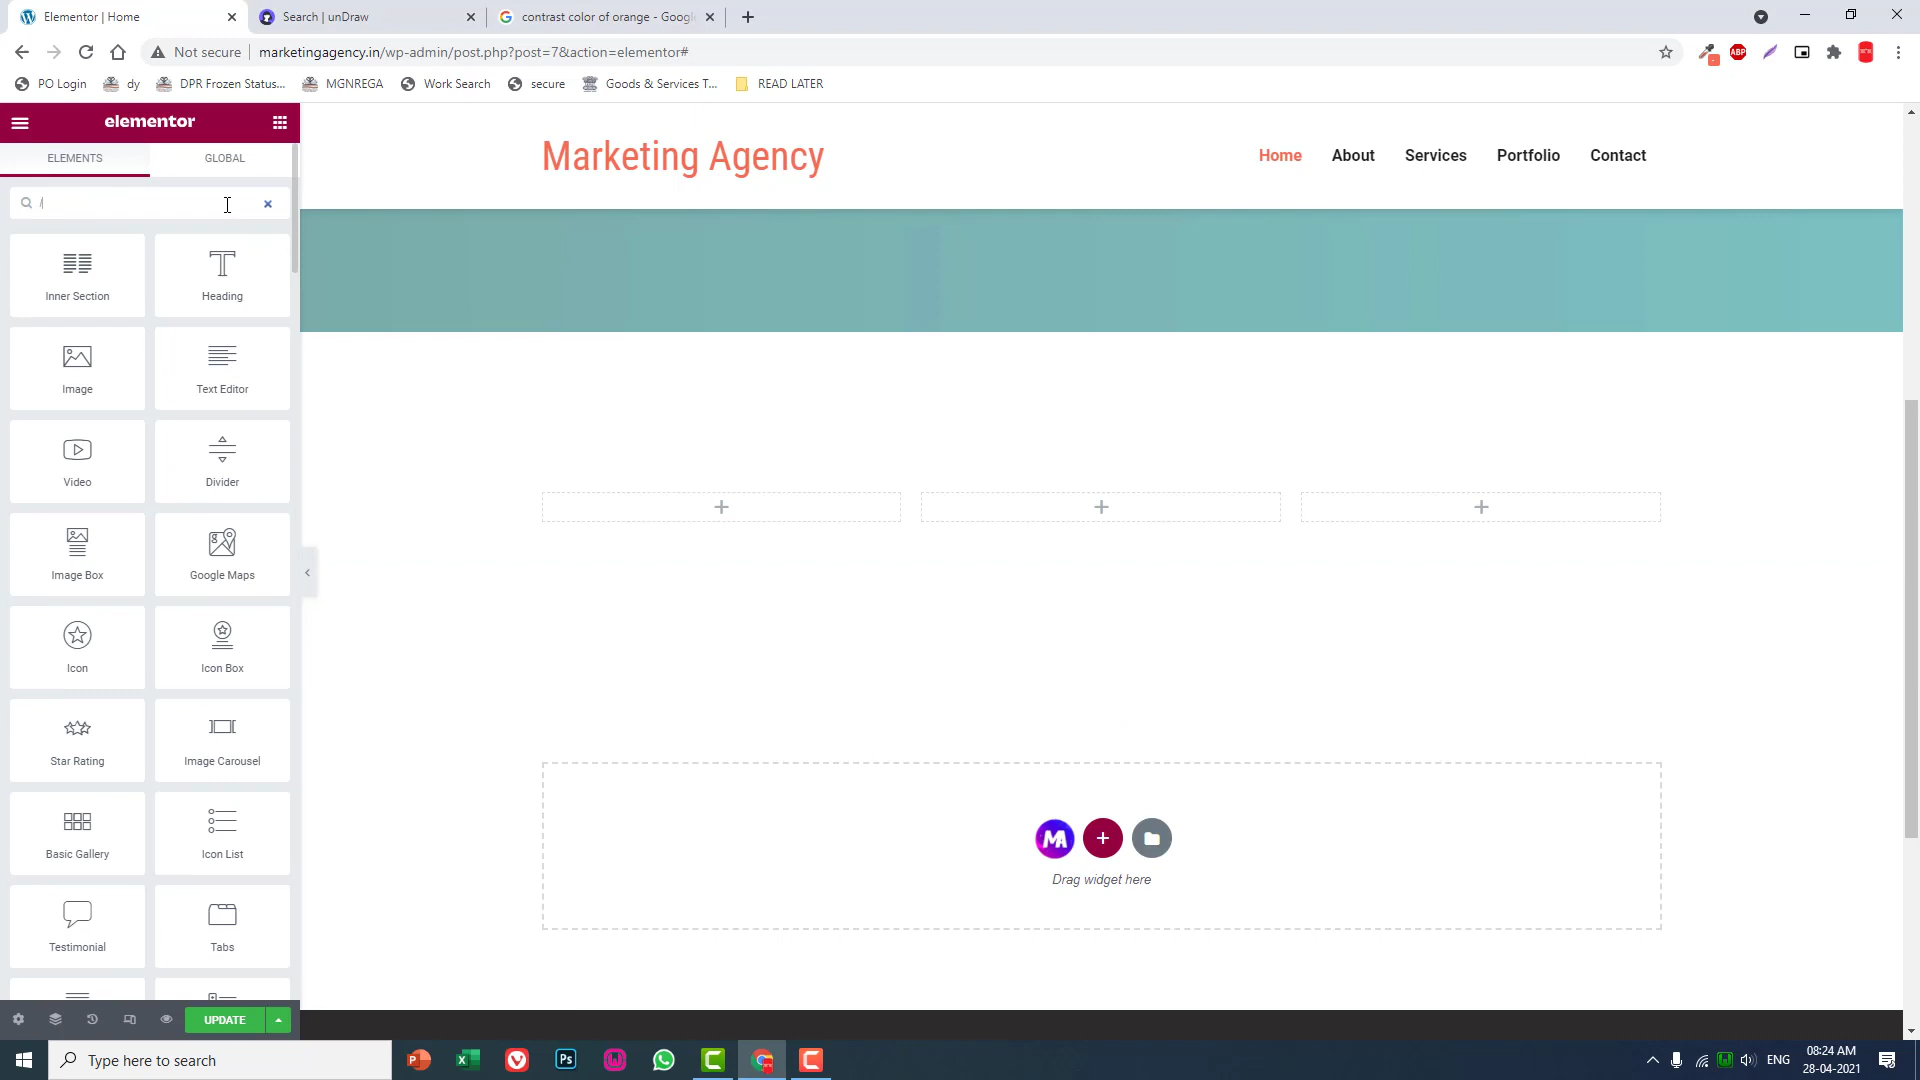 Elementor | Home
Search | unDraw
contrast color of orange - Google
Not secure
marketingagency.in/wp-admin/post.php?post=7&action=elementor#
PO Login
dy
DPR Frozen Status...
MGNREGA
Work Search
secure
Goods & Services T...
READ LATER
elementor
ELEMENTS
GLOBAL
Marketing Agency
Home
About
Services
Portfolio
Contact
Inner Section
Heading
Image
Text Editor
Video
Divider
Image Box
Google Maps
Icon
Icon Box
Star Rating
Image Carousel
Basic Gallery
Icon List
Testimonial
Tabs
MA
Drag widget here
UPDATE
Type here to search
Ps
ENG
08:24 AM
28-04-2021